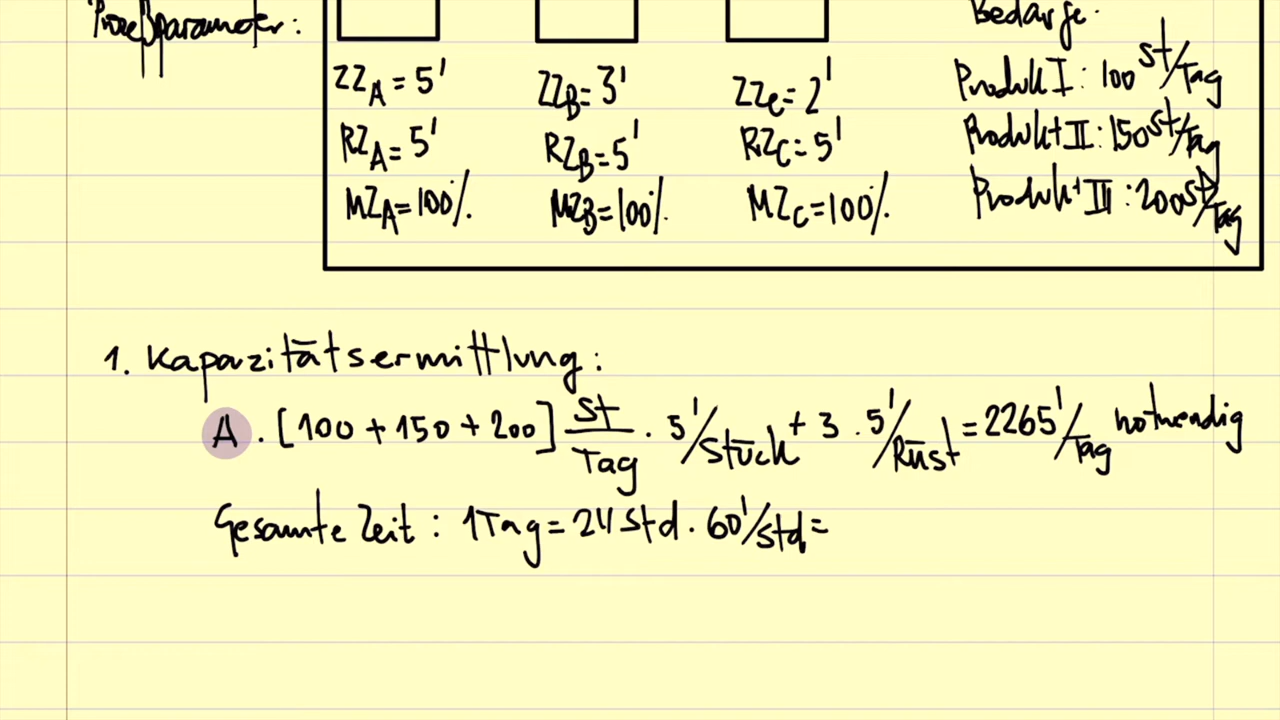 Prozeßparameter:
Bedarfe:
ZZA = 5' ZZB = 3' ZZC = 2' Produkt I : 100 St/Tag
RZA = 5' RZB = 5' RZC = 5' Produkt II : 150 St/Tag
MZA = 100% MZB = 100% MZC = 100% Produkt III : 200 St/Tag
1. Kapazitätsermittlung :
A . [100 + 150 + 200] St/Tag · 5'/Stück + 3 · 5'/Rüst = 2265'/Tag notwendig
Gesamte Zeit : 1 Tag = 24 Std · 60'/Std =